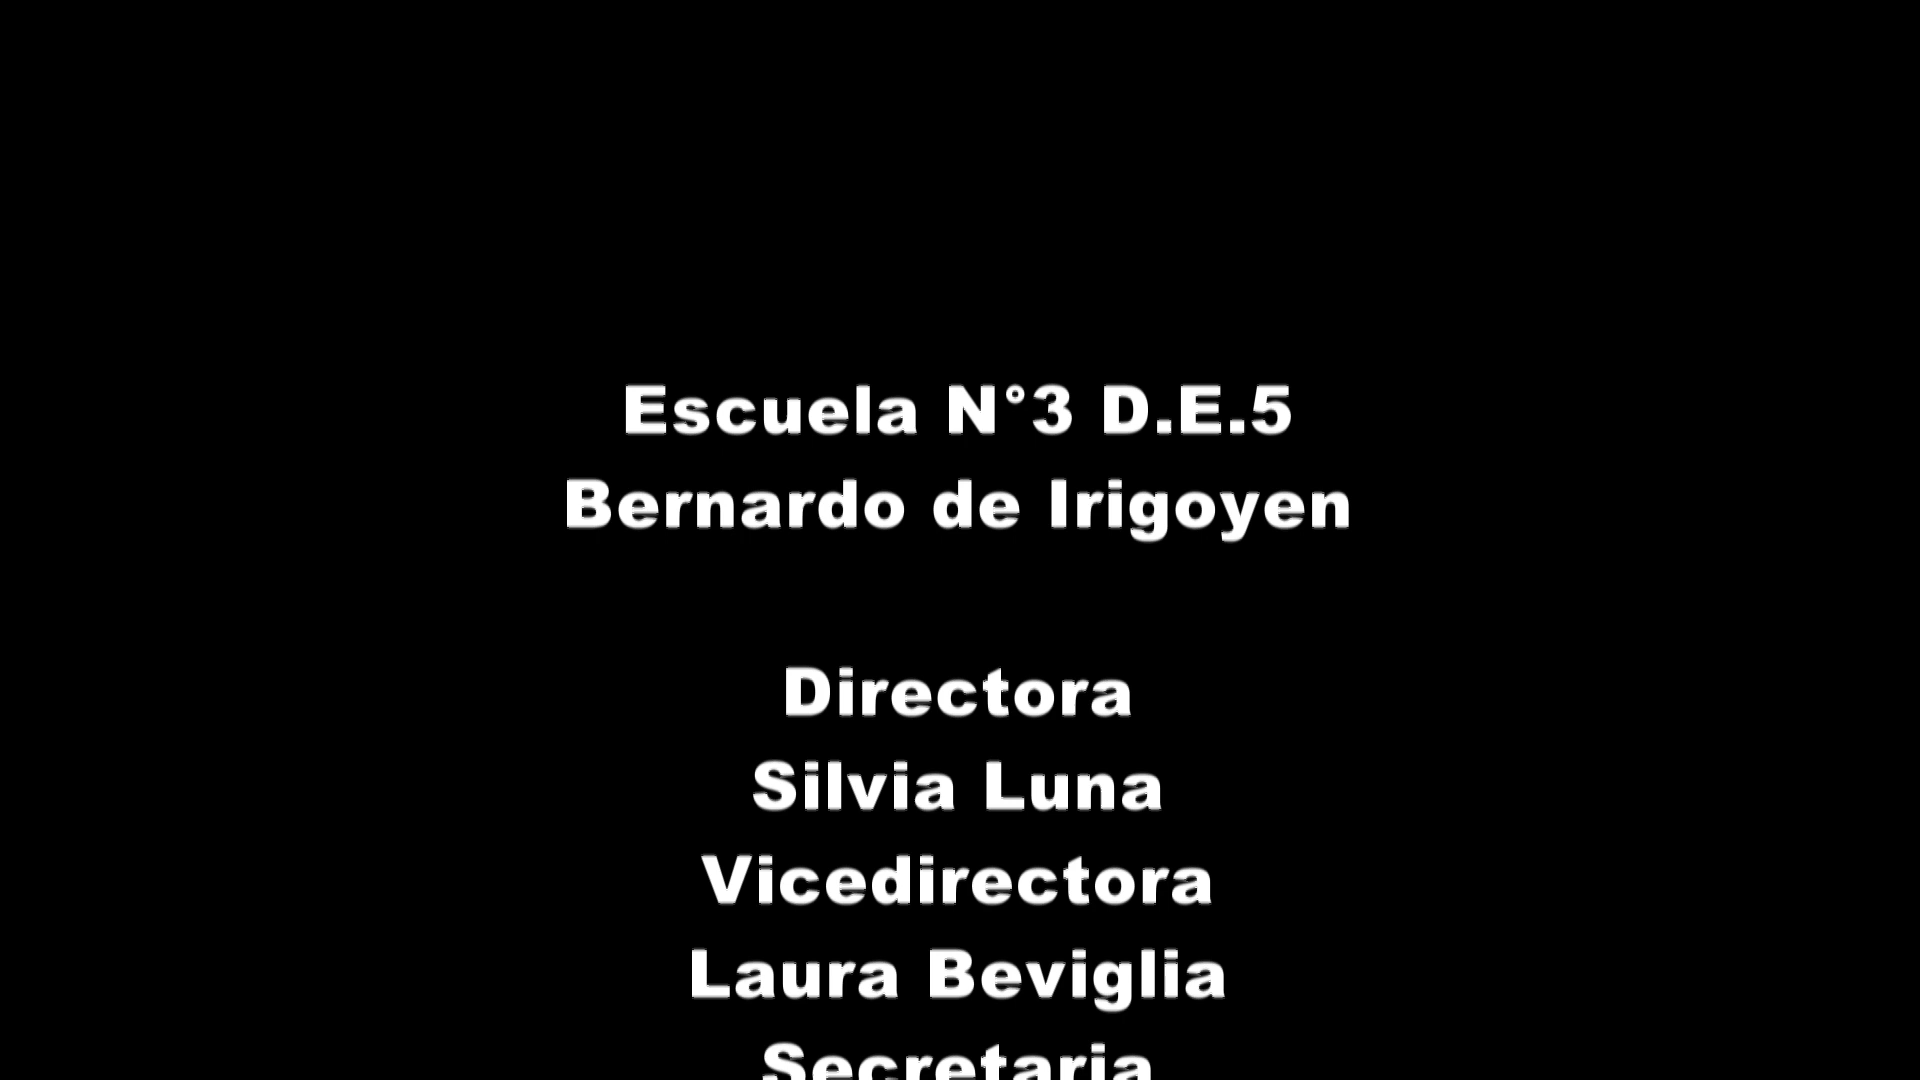 Escuela N°3 D.E.5
Bernardo de Irigoyen
Directora
Silvia Luna
Vicedirectora
Laura Beviglia
Secretaria